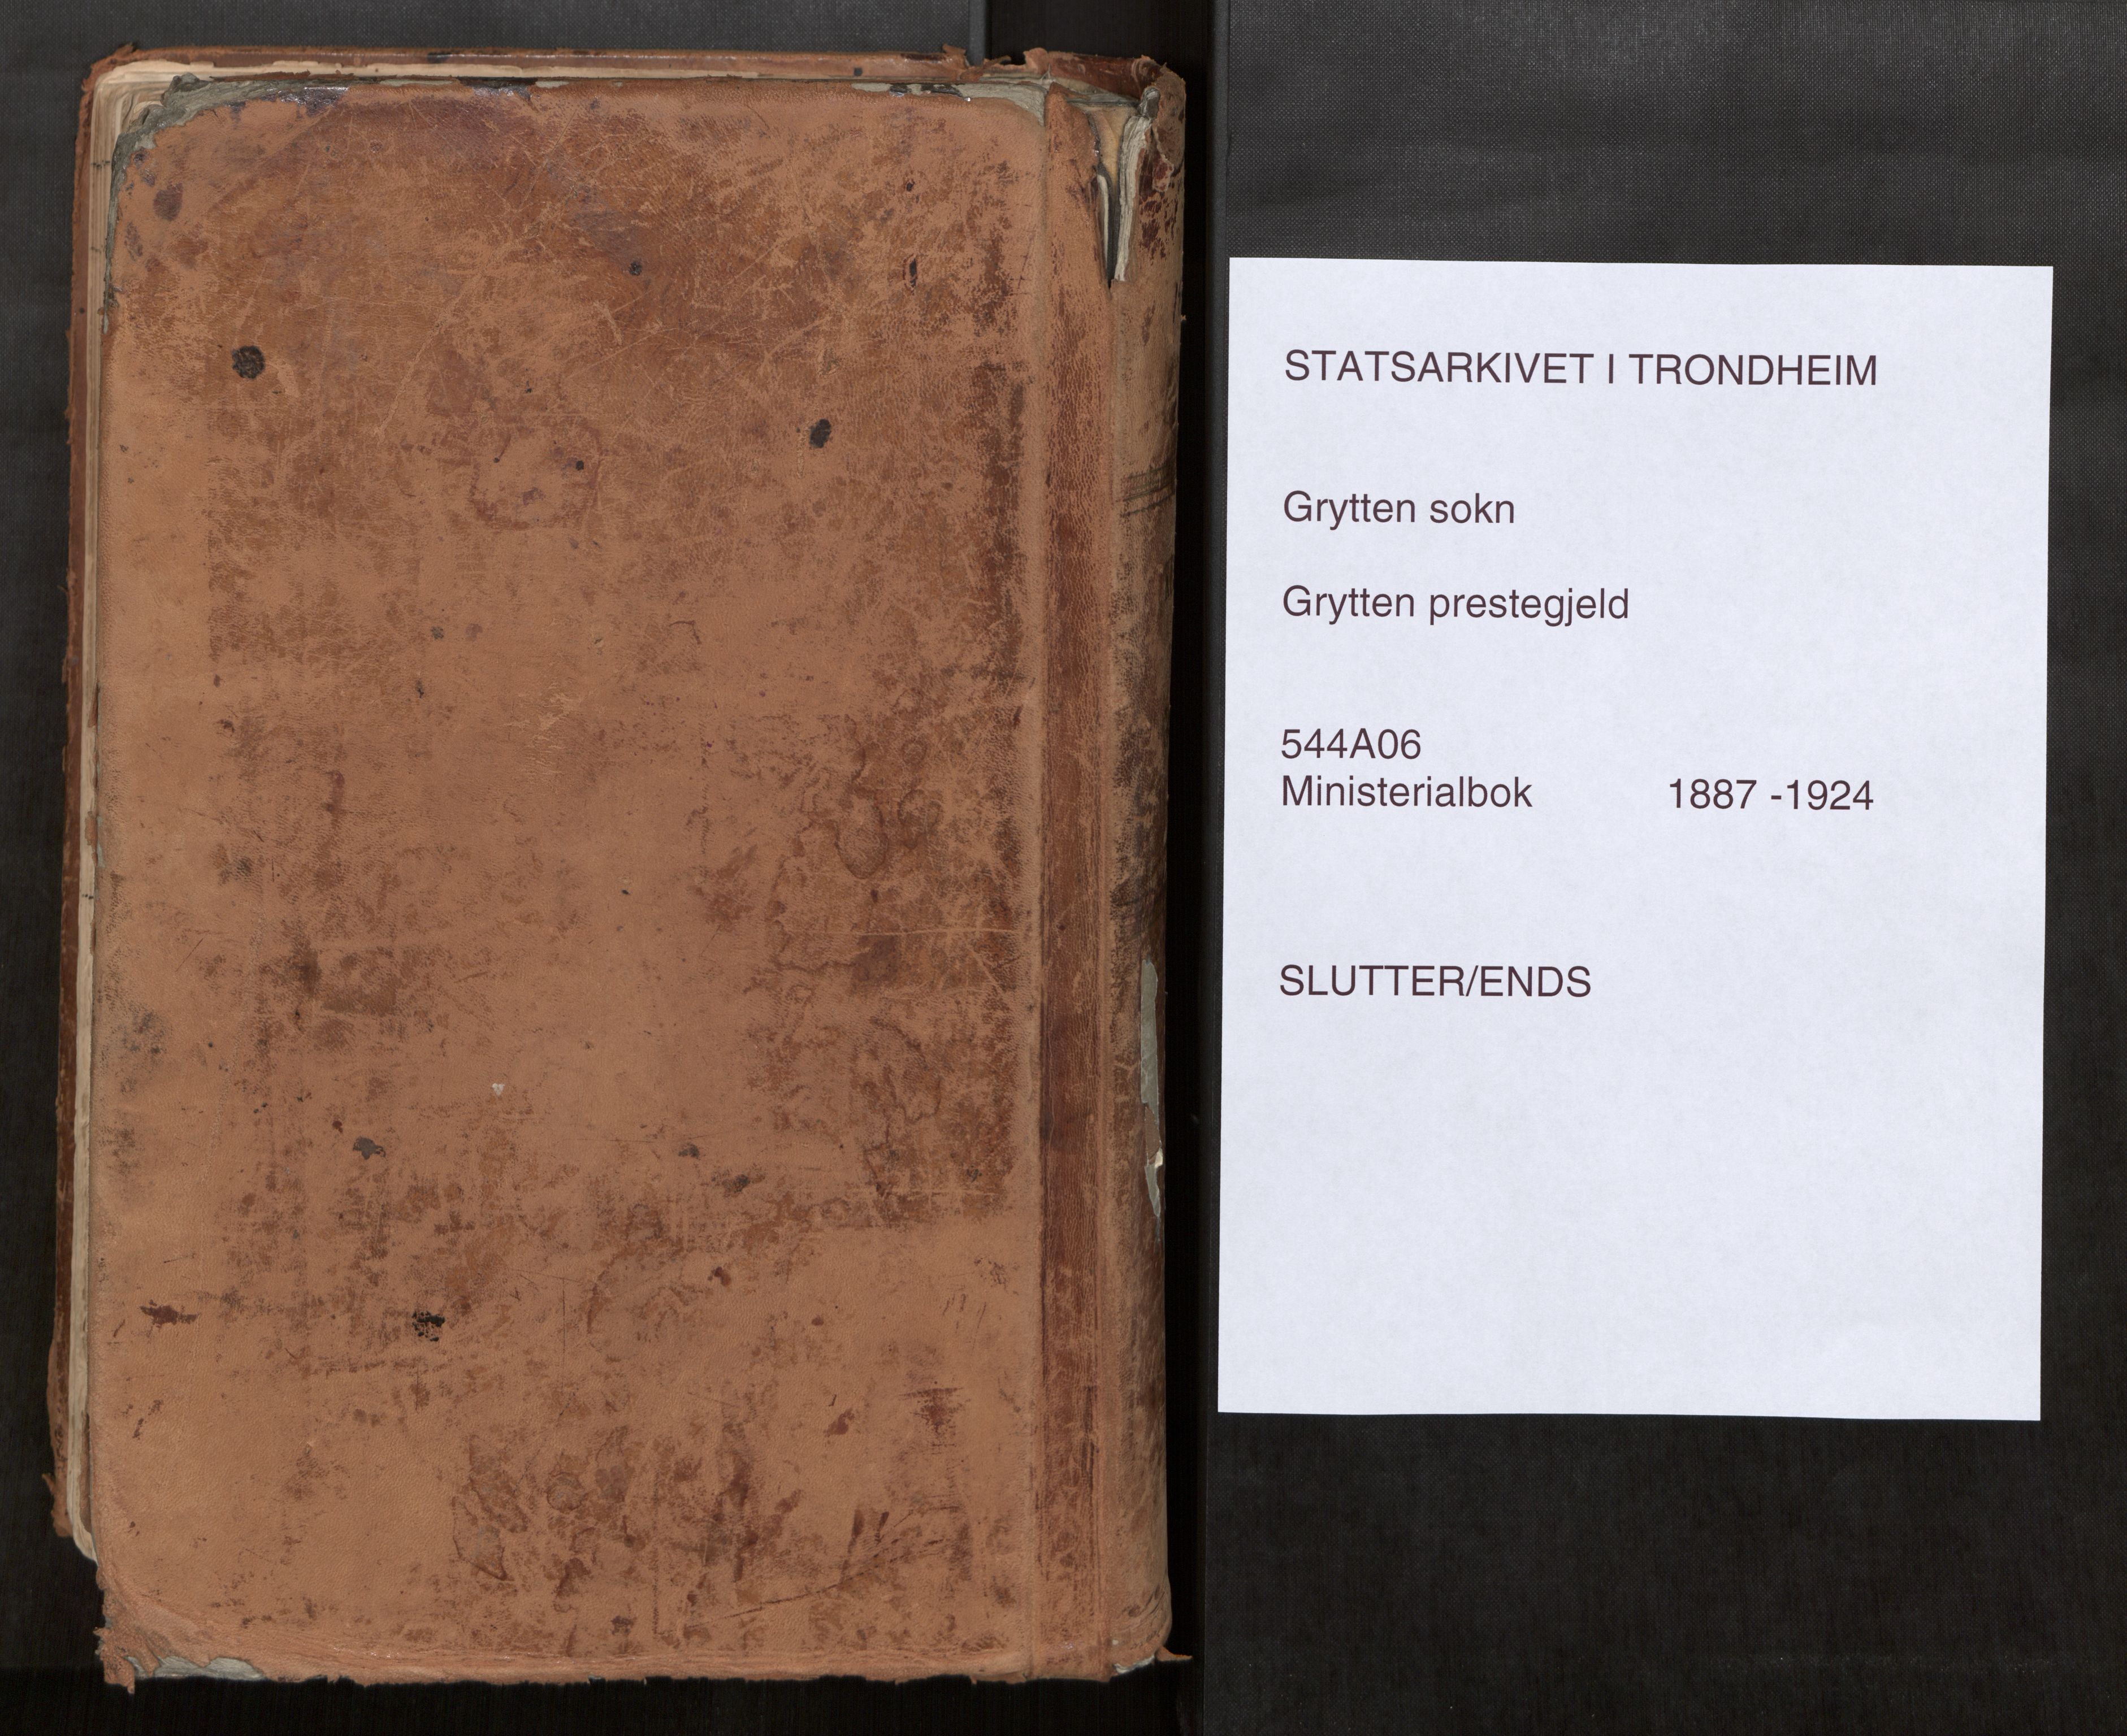 STATSARKIVET I TRONDHEIM
Grytten sokn
Grytten prestegjeld
544A06
Ministerialbok 1887 -1924
SLUTTER/ENDS